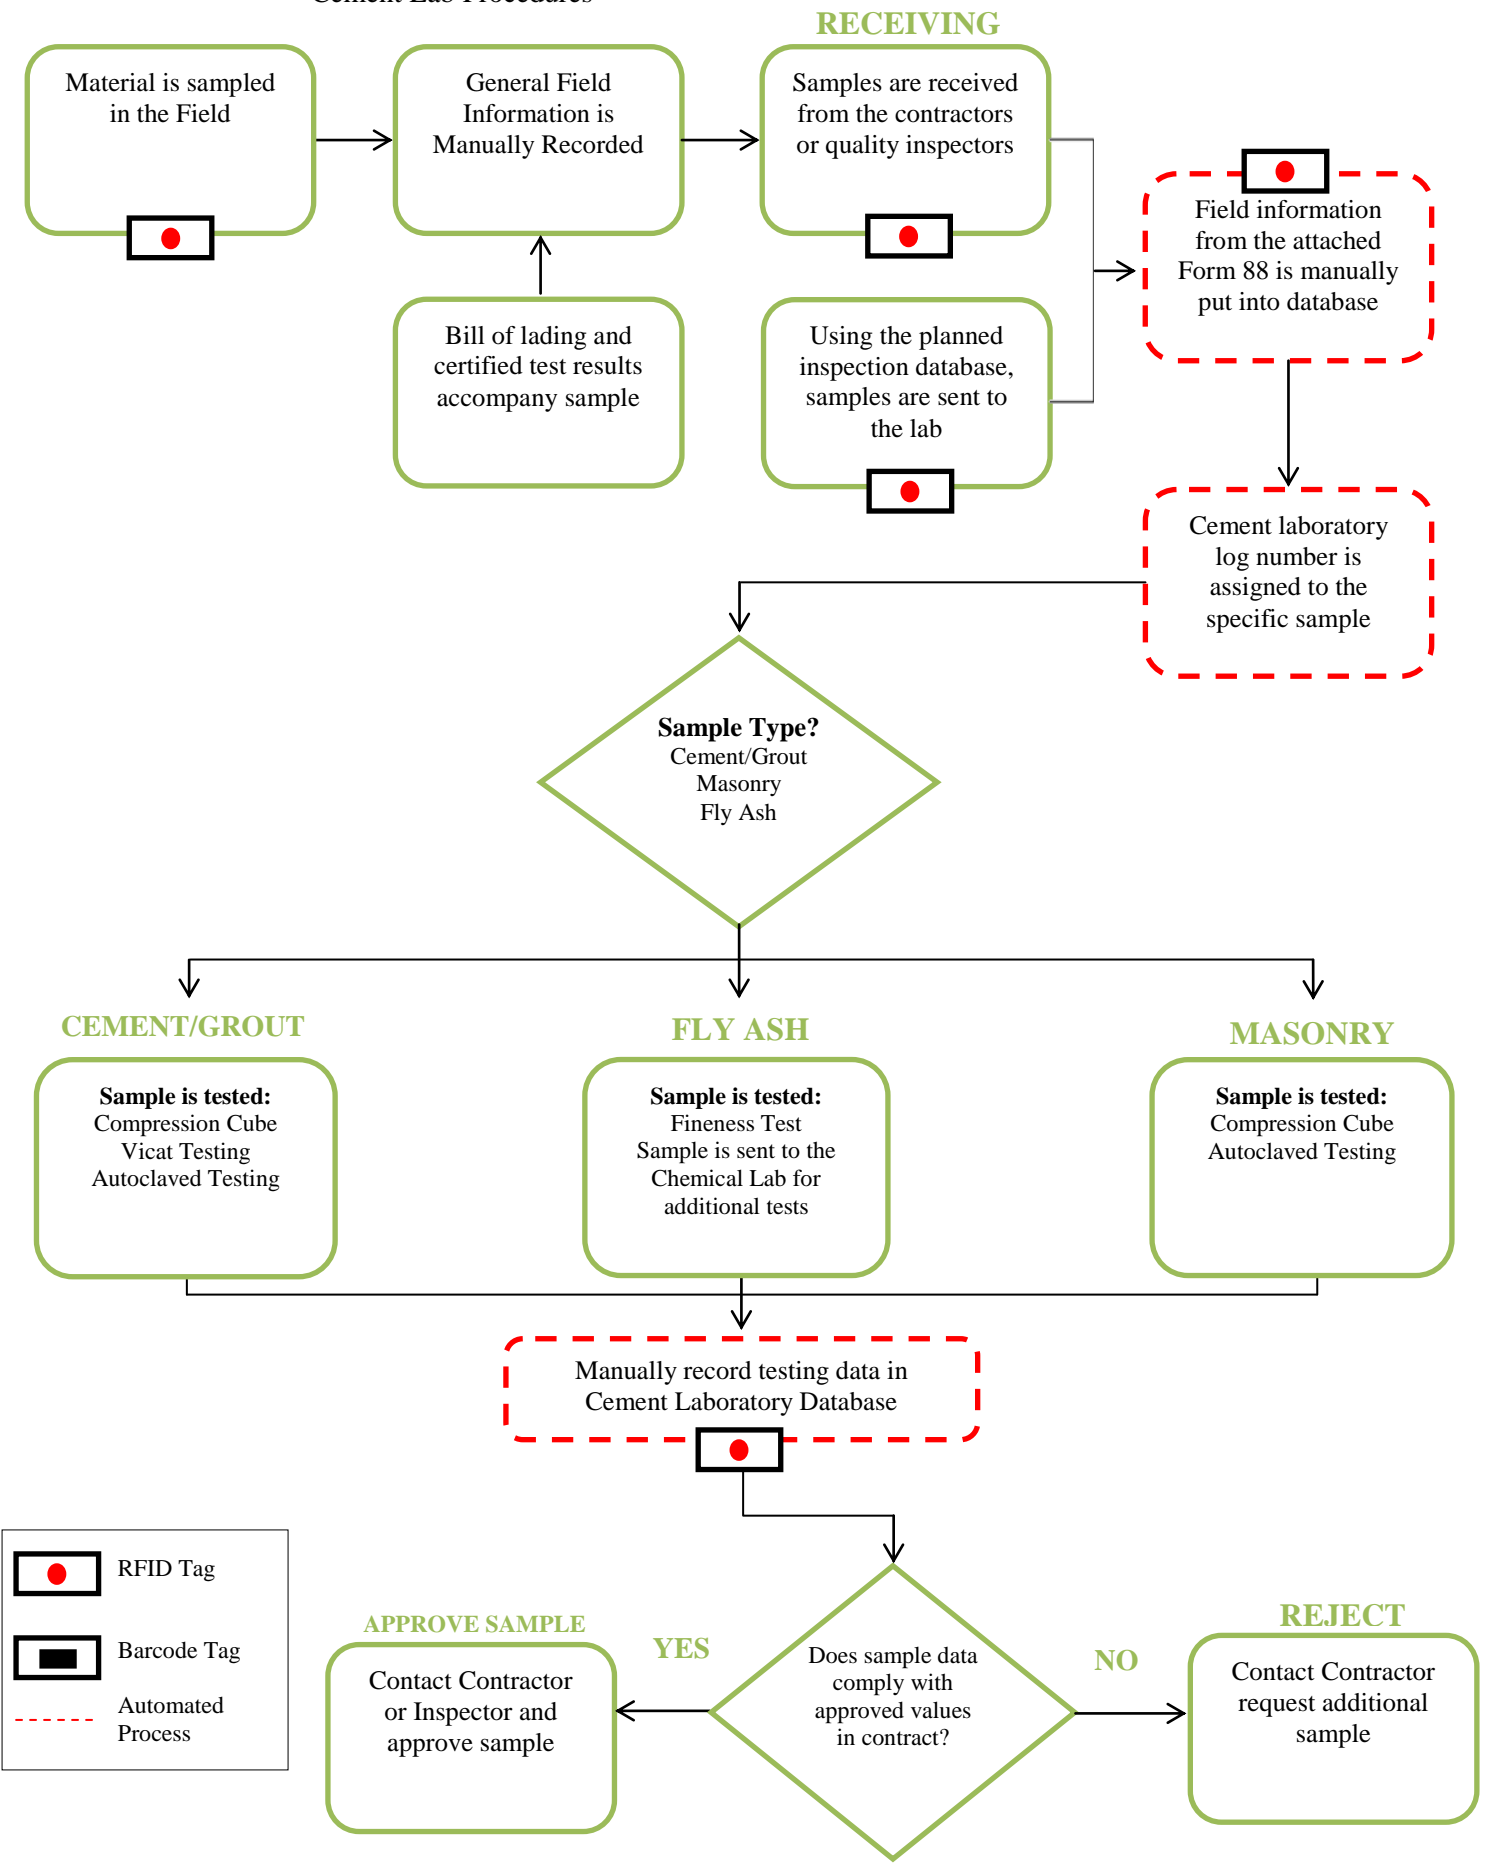 Cement Lab Procedures
RECEIVING
Material is sampled
in the Field
General Field
Information is
Manually Recorded
Samples are received
from the contractors
or quality inspectors
Field information
from the attached
Form 88 is manually
put into database
Bill of lading and
certified test results
accompany sample
Using the planned
inspection database,
samples are sent to
the lab
Cement laboratory
log number is
assigned to the
specific sample
Sample Type?
Cement/Grout
Masonry
Fly Ash
CEMENT/GROUT
Sample is tested:
Compression Cube
Vicat Testing
Autoclaved Testing
FLY ASH
Sample is tested:
Fineness Test
Sample is sent to the
Chemical Lab for
additional tests
MASONRY
Sample is tested:
Compression Cube
Autoclaved Testing
Manually record testing data in
Cement Laboratory Database
RFID Tag
Barcode Tag
Automated
Process
APPROVE SAMPLE
Contact Contractor
or Inspector and
approve sample
YES
Does sample data
comply with
approved values
in contract?
NO
REJECT
Contact Contractor
request additional
sample